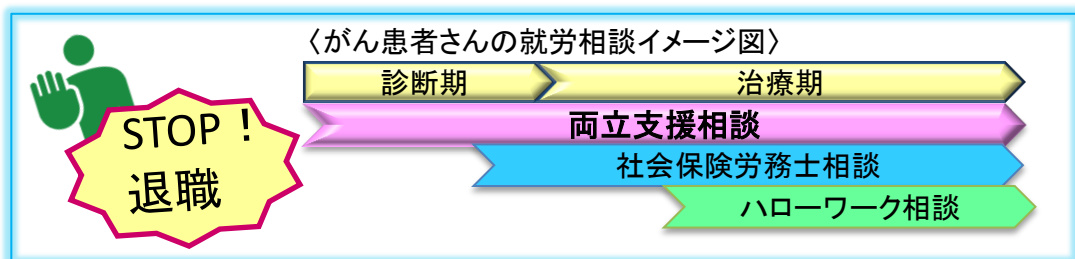 〈がん患者さんの就労相談イメージ図〉
診断期
治療期
両立支援相談
社会保険労務士相談
ハローワーク相談
STOP！
退職